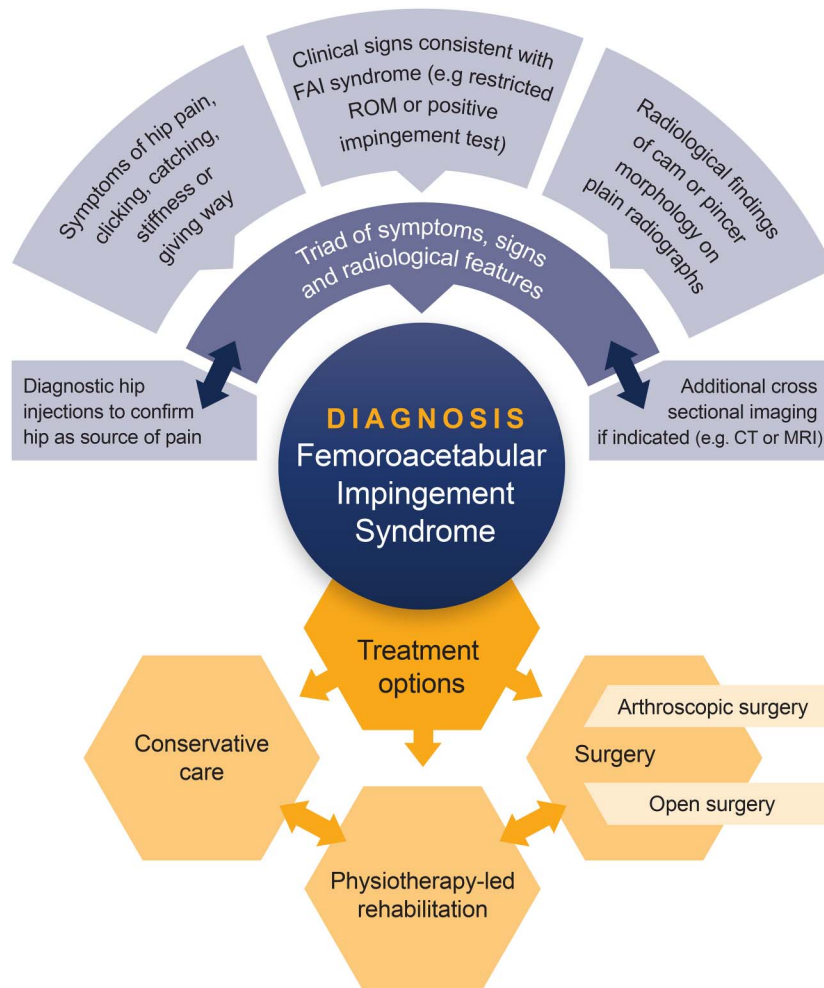 Symptoms of hip pain,
clicking, catching,
stiffness or
giving way
Clinical signs consistent with
FAI syndrome (e.g restricted
ROM or positive
impingement test)
Radiological findings
of cam or pincer
morphology on
plain radiographs
Triad of symptoms, signs
and radiological features
Diagnostic hip
injections to confirm
hip as source of pain
Additional cross
sectional imaging
if indicated (e.g. CT or MRI)
DIAGNOSIS
Femoroacetabular
Impingement
Syndrome
Treatment
options
Conservative
care
Physiotherapy-led
rehabilitation
Arthroscopic surgery
Surgery
Open surgery